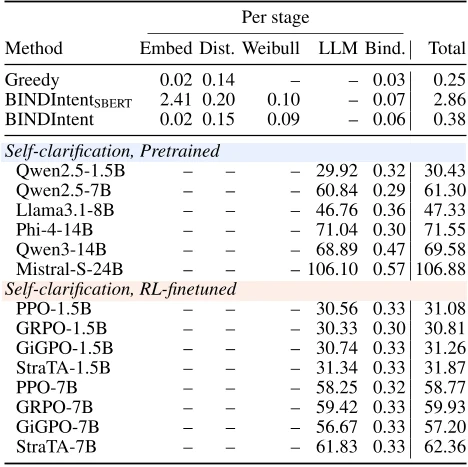 Per stage
Method Embed Dist. Weibull LLM Bind. Total
Greedy 0.02 0.14 – – 0.03 0.25
BINDIntentSBERT 2.41 0.20 0.10 – 0.07 2.86
BINDIntent 0.02 0.15 0.09 – 0.06 0.38
Self-clarification, Pretrained
Qwen2.5-1.5B – – – 29.92 0.32 30.43
Qwen2.5-7B – – – 60.84 0.29 61.30
Llama3.1-8B – – – 46.76 0.36 47.33
Phi-4-14B – – – 71.04 0.30 71.55
Qwen3-14B – – – 68.89 0.47 69.58
Mistral-S-24B – – – 106.10 0.57 106.88
Self-clarification, RL-finetuned
PPO-1.5B – – – 30.56 0.33 31.08
GRPO-1.5B – – – 30.33 0.30 30.81
GiGPO-1.5B – – – 30.74 0.33 31.26
StraTA-1.5B – – – 31.34 0.33 31.87
PPO-7B – – – 58.25 0.32 58.77
GRPO-7B – – – 59.42 0.33 59.93
GiGPO-7B – – – 56.67 0.33 57.20
StraTA-7B – – – 61.83 0.33 62.36